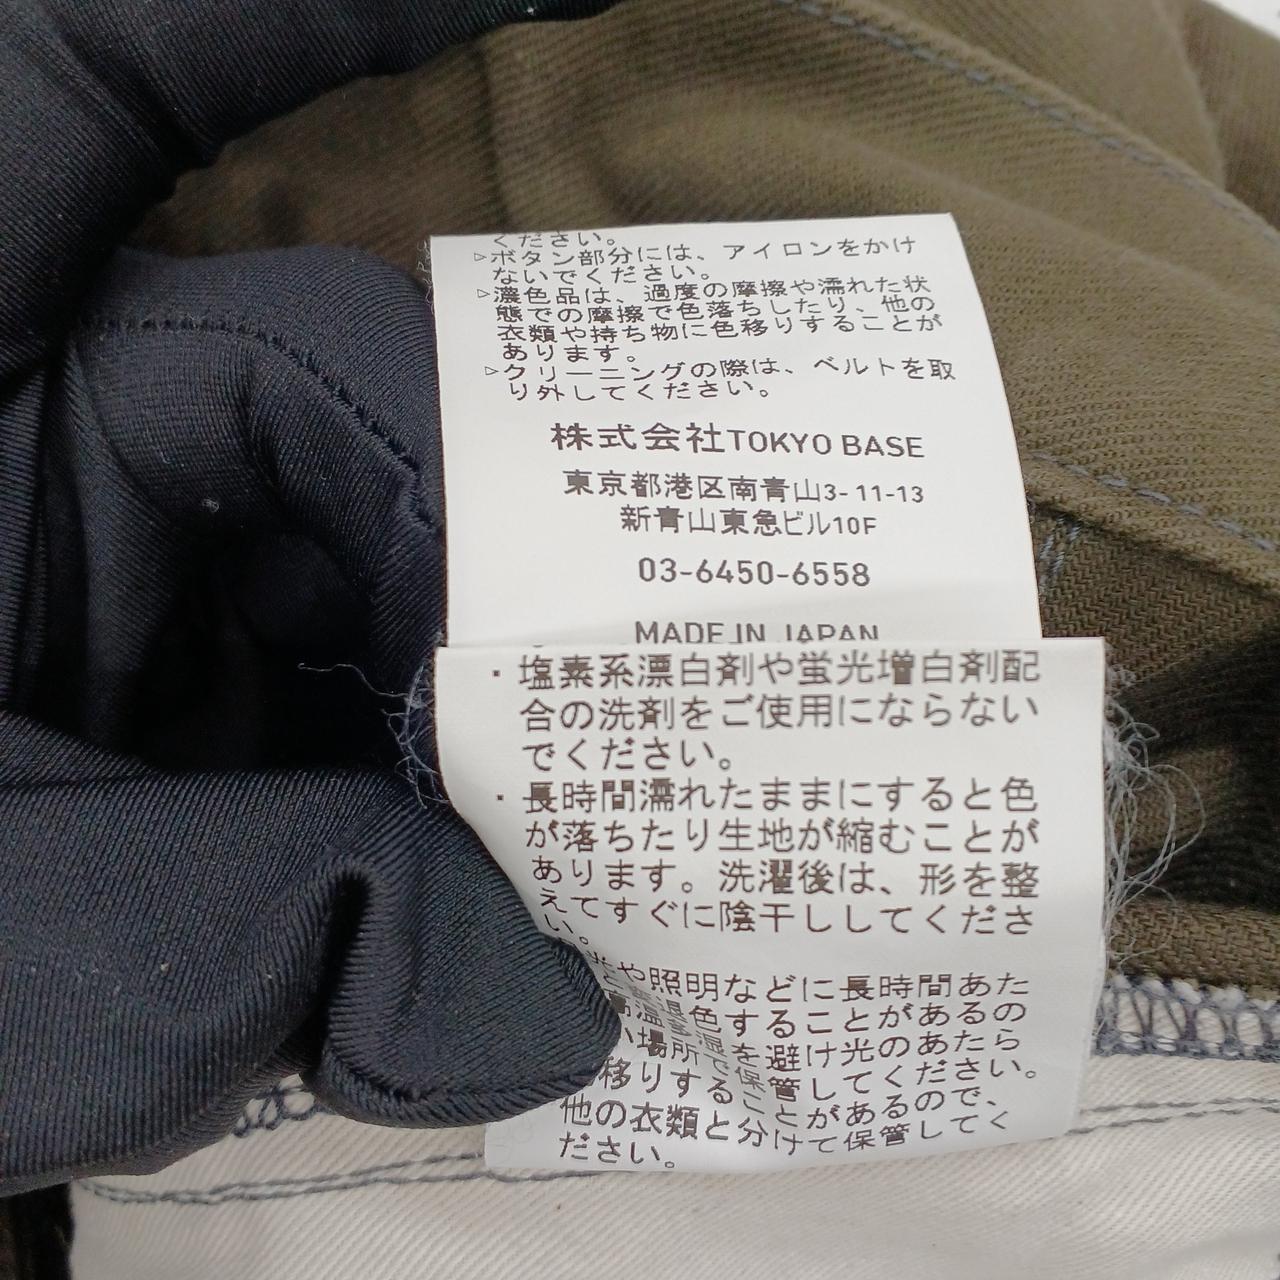 ください。
▷ボタン部分には、アイロンをかけ
ないでください。
▷濃色品は、過度の摩擦や濡れた状
態での摩擦で色落ちしたり、他の
衣類や持ち物に色移りすることが
あります。
▷クリーニングの際は、ベルトを取
り外してください。
株式会社TOKYO BASE
東京都港区南青山3-11-13
新青山東急ビル10F
03-6450-6558
MADE IN JAPAN
・塩素系漂白剤や蛍光増白剤配
合の洗剤をご使用にならない
でください。
・長時間濡れたままにすると色
が落ちたり生地が縮むことが
あります。洗濯後は、形を整
えてすぐに陰干ししてくださ
い。
光や照明などに長時間あた
色することがあるの
い場所を避け光のあたら
で保管してください。
移りすることがあるので、
他の衣類と分けて保管してく
ださい。